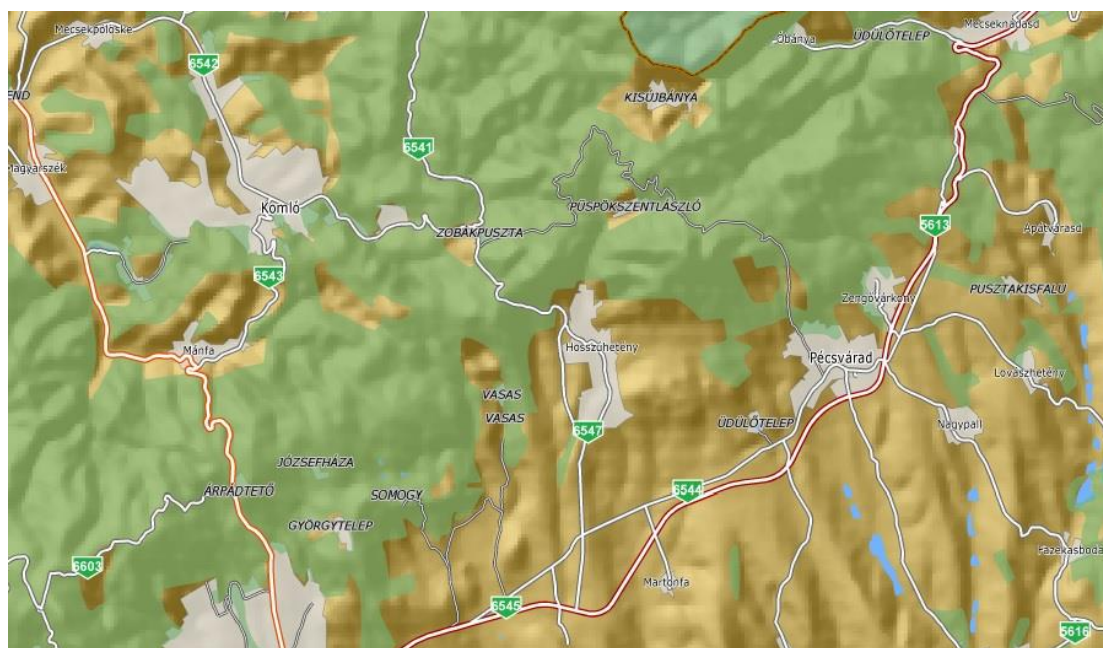 Mecsekpölöske
Mecseknádasd
Óbánya
ÜDÜLŐTELEP
6542
END
KISÚJBÁNYA
6541
Magyarszék
Komló
PÜSPÖKSZENTLÁSZLÓ
ZOBÁKPUSZTA
5613
Apátvarasd
6543
PUSZTAKISFALU
Zengővárkony
Mánfa
Hosszúhetény
Pécsvárad
Lovászhetény
VASAS
VASAS
ÜDÜLŐTELEP
Nagypall
6547
JÓZSEFHÁZA
ÁRPÁDTETŐ
SOMOGY
6544
GYÖRGYTELEP
Fazekasboda
6603
Martonfa
6545
5616